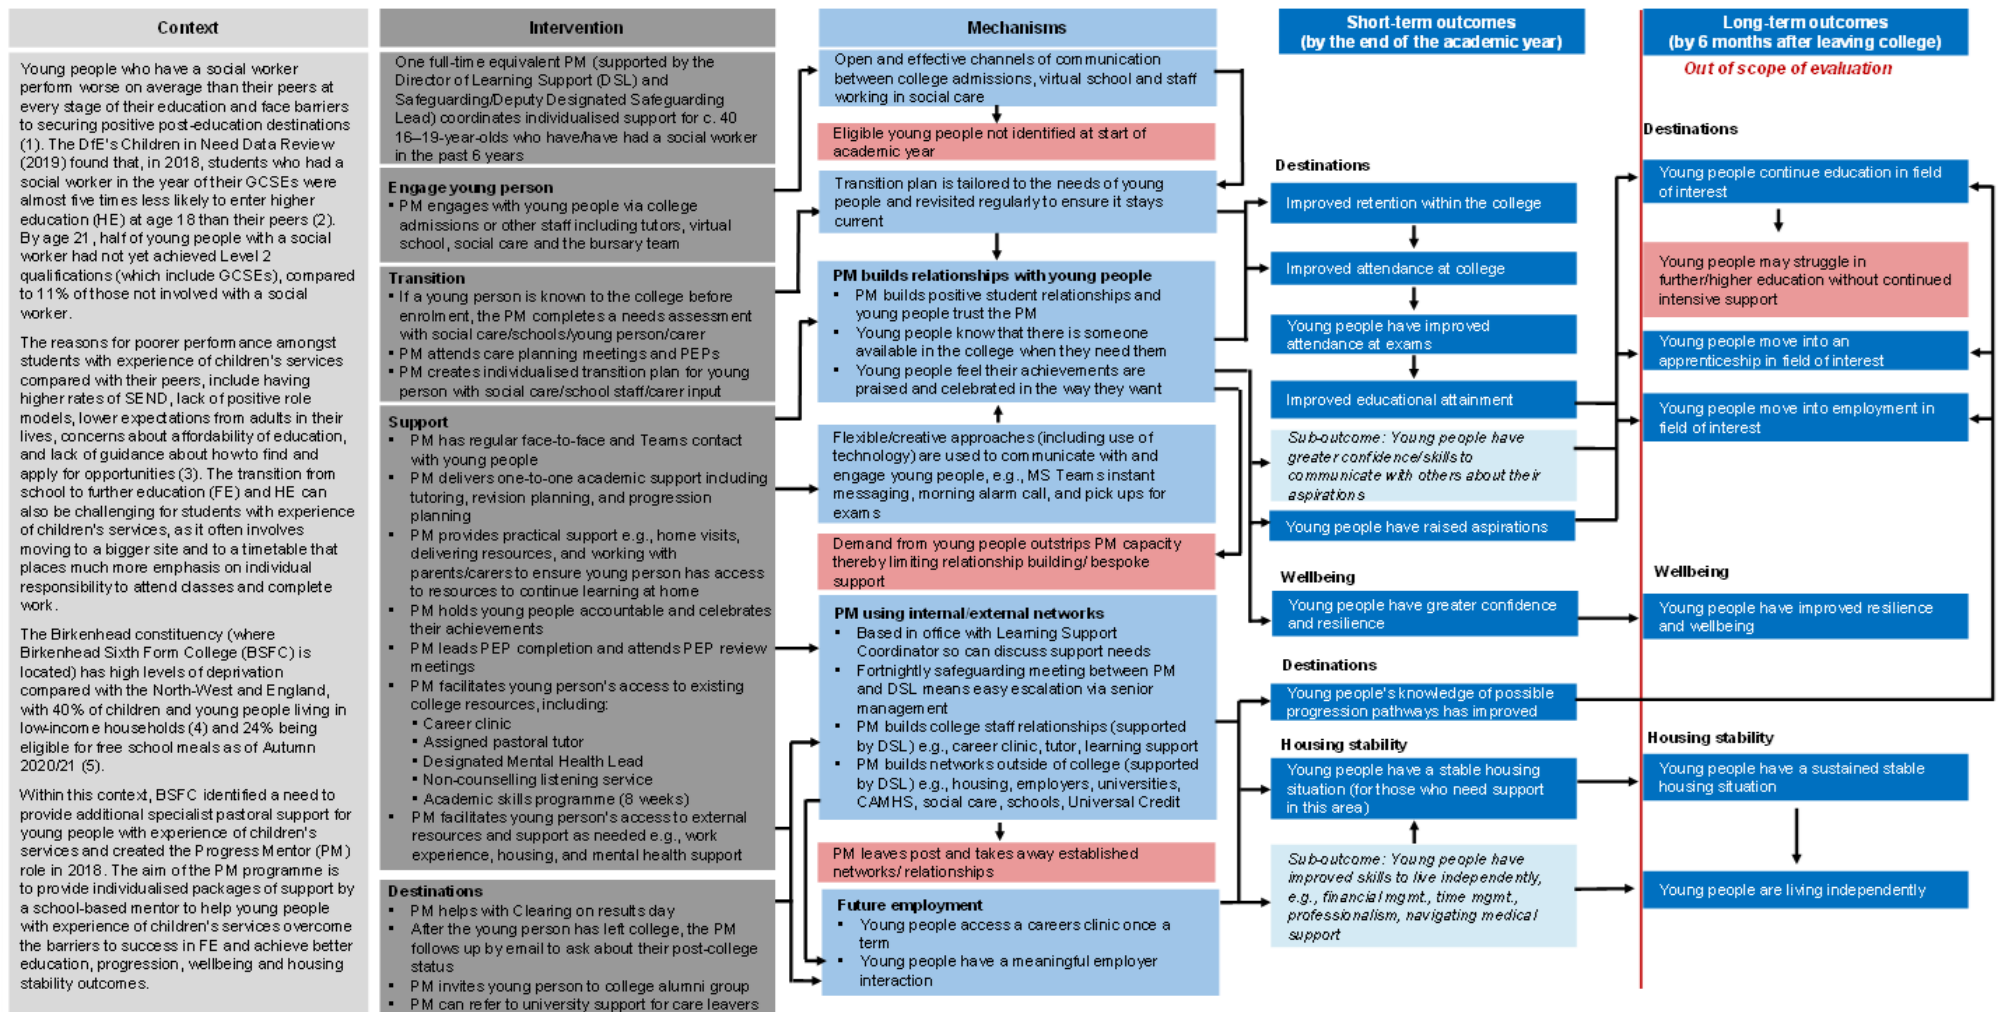 Context
Young people who have a social worker
perform worse on average than their peers at
every stage of their education and face barriers
to securing positive post-education destinations
(1). The DfE's Children in Need Data Review
(2019) found that, in 2018, students who had a
social worker in the year of their GCSEs were
almost five times less likely to enter higher
education (HE) at age 18 than their peers (2).
By age 21, half of young people with a social
worker had not yet achieved Level 2
qualifications (which include GCSEs), compared
to 11% of those not involved with a social
worker.
The reasons for poorer performance amongst
students with experience of children's services
compared with their peers, include having
higher rates of SEND, lack of positive role
models, lower expectations from adults in their
lives, concerns about affordability of education,
and lack of guidance about how to find and
apply for opportunities (3). The transition from
school to further education (FE) and HE can
also be challenging for students with experience
of children's services, as it often involves
moving to a bigger site and to a timetable that
places much more emphasis on individual
responsibility to attend classes and complete
work.
The Birkenhead constituency (where
Birkenhead Sixth Form College (BSFC) is
located) has high levels of deprivation
compared with the North-West and England,
with 40% of children and young people living in
low-income households (4) and 24% being
eligible for free school meals as of Autumn
2020/21 (5).
Within this context, BSFC identified a need to
provide additional specialist pastoral support for
young people with experience of children's
services and created the Progress Mentor (PM)
role in 2018. The aim of the PM programme is
to provide individualised packages of support by
a school-based mentor to help young people
with experience of children's services overcome
the barriers to success in FE and achieve better
education, progression, wellbeing and housing
stability outcomes.
Intervention
One full-time equivalent PM (supported by the
Director of Learning Support (DSL) and
Safeguarding/Deputy Designated Safeguarding
Lead) coordinates individualised support for c. 40
16–19-year-olds who have/have had a social worker
in the past 6 years
Engage young person
▪ PM engages with young people via college
admissions or other staff including tutors, virtual
school, social care and the bursary team
Transition
▪ If a young person is known to the college before
enrolment, the PM completes a needs assessment
with social care/schools/young person/carer
▪ PM attends care planning meetings and PEPs
▪ PM creates individualised transition plan for young
person with social care/school staff/carer input
Support
▪ PM has regular face-to-face and Teams contact
with young people
▪ PM delivers one-to-one academic support including
tutoring, revision planning, and progression
planning
▪ PM provides practical support e.g., home visits,
delivering resources, and working with
parents/carers to ensure young person has access
to resources to continue learning at home
▪ PM holds young people accountable and celebrates
their achievements
▪ PM leads PEP completion and attends PEP review
meetings
▪ PM facilitates young person's access to existing
college resources, including:
▪ Career clinic
▪ Assigned pastoral tutor
▪ Designated Mental Health Lead
▪ Non-counselling listening service
▪ Academic skills programme (8 weeks)
▪ PM facilitates young person's access to external
resources and support as needed e.g., work
experience, housing, and mental health support
Destinations
▪ PM helps with Clearing on results day
▪ After the young person has left college, the PM
follows up by email to ask about their post-college
status
▪ PM invites young person to college alumni group
▪ PM can refer to university support for care leavers
Mechanisms
Open and effective channels of communication
between college admissions, virtual school and staff
working in social care
Eligible young people not identified at start of
academic year
Transition plan is tailored to the needs of young
people and revisited regularly to ensure it stays
current
PM builds relationships with young people
▪ PM builds positive student relationships and
young people trust the PM
▪ Young people know that there is someone
available in the college when they need them
▪ Young people feel their achievements are
praised and celebrated in the way they want
Flexible/creative approaches (including use of
technology) are used to communicate with and
engage young people, e.g., MS Teams instant
messaging, morning alarm call, and pick ups for
exams
Demand from young people outstrips PM capacity
thereby limiting relationship building/ bespoke
support
PM using internal/external networks
▪ Based in office with Learning Support
Coordinator so can discuss support needs
▪ Fortnightly safeguarding meeting between PM
and DSL means easy escalation via senior
management
▪ PM builds college staff relationships (supported
by DSL) e.g., career clinic, tutor, learning support
▪ PM builds networks outside of college (supported
by DSL) e.g., housing, employers, universities,
CAMHS, social care, schools, Universal Credit
PM leaves post and takes away established
networks/ relationships
Future employment
▪ Young people access a careers clinic once a
term
▪ Young people have a meaningful employer
interaction
Short-term outcomes
(by the end of the academic year)
Destinations
Improved retention within the college
Improved attendance at college
Young people have improved
attendance at exams
Improved educational attainment
Sub-outcome: Young people have
greater confidence/skills to
communicate with others about their
aspirations
Young people have raised aspirations
Wellbeing
Young people have greater confidence
and resilience
Destinations
Young people's knowledge of possible
progression pathways has improved
Housing stability
Young people have a stable housing
situation (for those who need support
in this area)
Sub-outcome: Young people have
improved skills to live independently,
e.g., financial mgmt., time mgmt.,
professionalism, navigating medical
support
Long-term outcomes
(by 6 months after leaving college)
Out of scope of evaluation
Destinations
Young people continue education in field
of interest
Young people may struggle in
further/higher education without continued
intensive support
Young people move into an
apprenticeship in field of interest
Young people move into employment in
field of interest
Wellbeing
Young people have improved resilience
and wellbeing
Housing stability
Young people have a sustained stable
housing situation
Young people are living independently